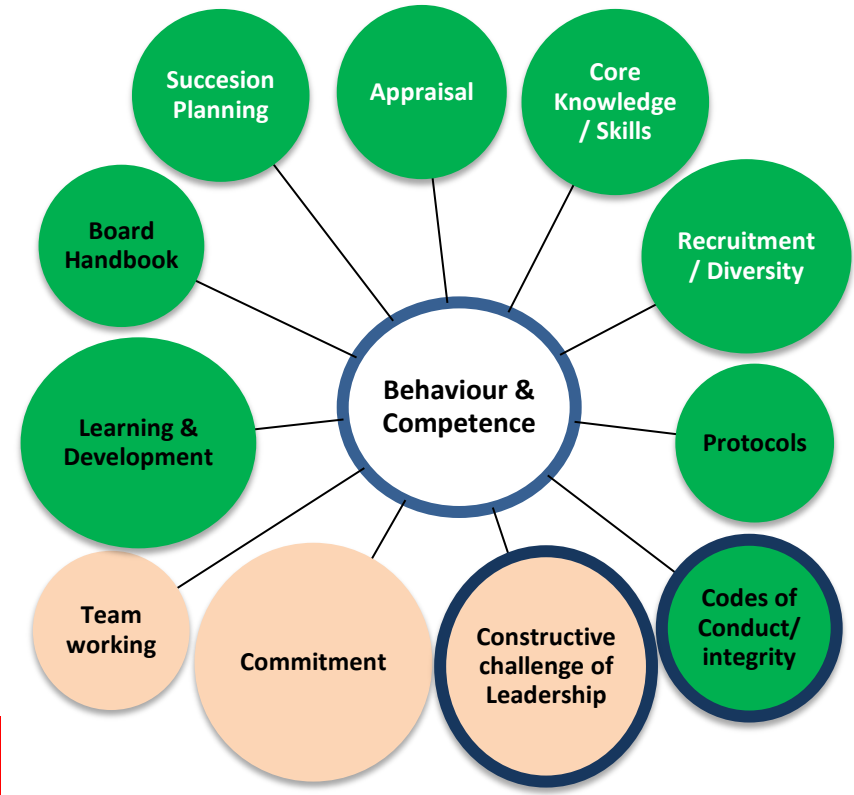 Succesion
Planning
Appraisal
Core
Knowledge
/ Skills
Board
Handbook
Recruitment
/ Diversity
Behaviour &
Competence
Learning &
Development
Protocols
Team
working
Commitment
Constructive
challenge of
Leadership
Codes of
Conduct/
integrity